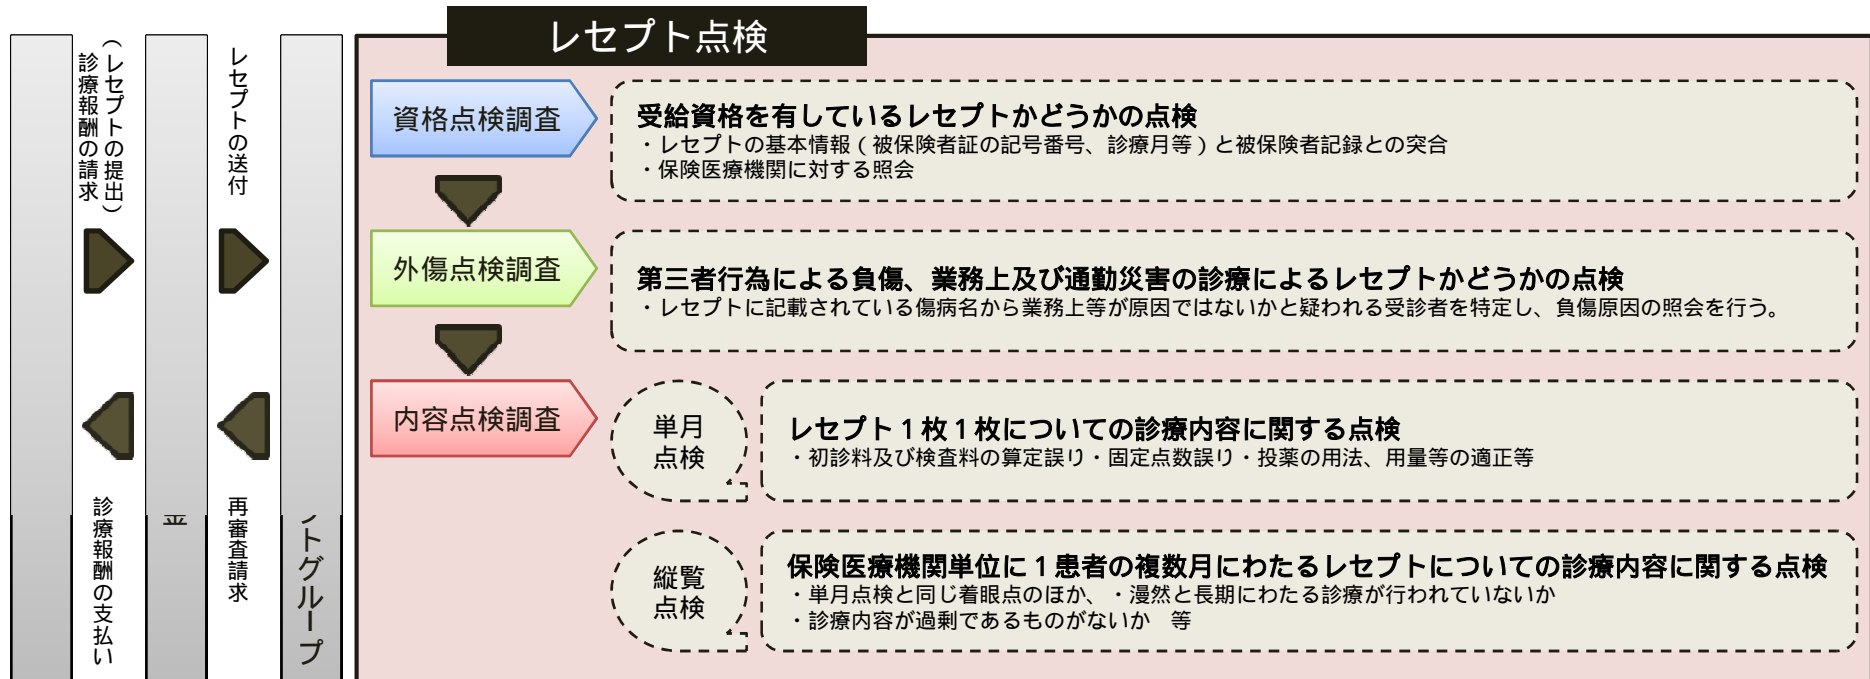 レセプト点検
診療報酬の請求
(レセプトの提出)
レセプトの送付
診療報酬の支払い
再審査請求
トグループ
資格点検調査
受給資格を有しているレセプトかどうかの点検
・レセプトの基本情報(被保険者証の記号番号、診療月等)と被保険者記録との突合
・保険医療機関に対する照会
外傷点検調査
第三者行為による負傷、業務上及び通勤災害の診療によるレセプトかどうかの点検
・レセプトに記載されている傷病名から業務上等が原因ではないかと疑われる受診者を特定し、負傷原因の照会を行う。
内容点検調査
単月
点検
レセプト1枚1枚についての診療内容に関する点検
・初診料及び検査料の算定誤り・固定点数誤り・投薬の用法、用量等の適正等
縦覧
点検
保険医療機関単位に1患者の複数月にわたるレセプトについての診療内容に関する点検
・単月点検と同じ着眼点のほか、・漫然と長期にわたる診療が行われていないか
・診療内容が過剰であるものがないか 等